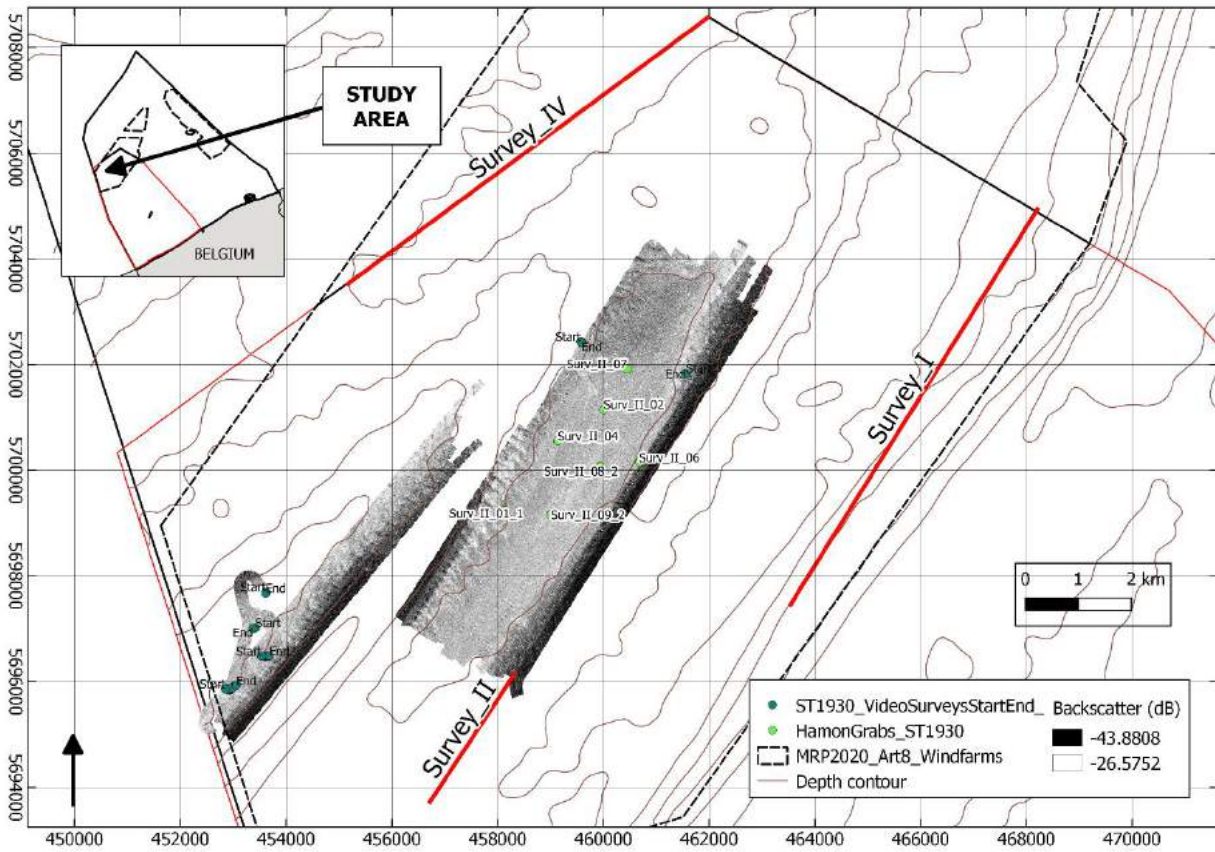 STUDY
AREA
BELGIUM
Survey_IV
Survey_I
Survey_II
Start
End
Surv_II_07
End Start
Surv_II_02
Surv_II_04
Surv_II_06
Surv_II_08_2
Surv_II_01_1
Surv_II_09_2
Start End
Start
End
Start End
Start End
0 1 2 km
ST1930_VideoSurveysStartEnd_
HamonGrabs_ST1930
MRP2020_Art8_Windfarms
Depth contour
Backscatter (dB)
-43.8808
-26.5752
5708000
5706000
5704000
5702000
5700000
5698000
5696000
5694000
450000 452000 454000 456000 458000 460000 462000 464000 466000 468000 470000